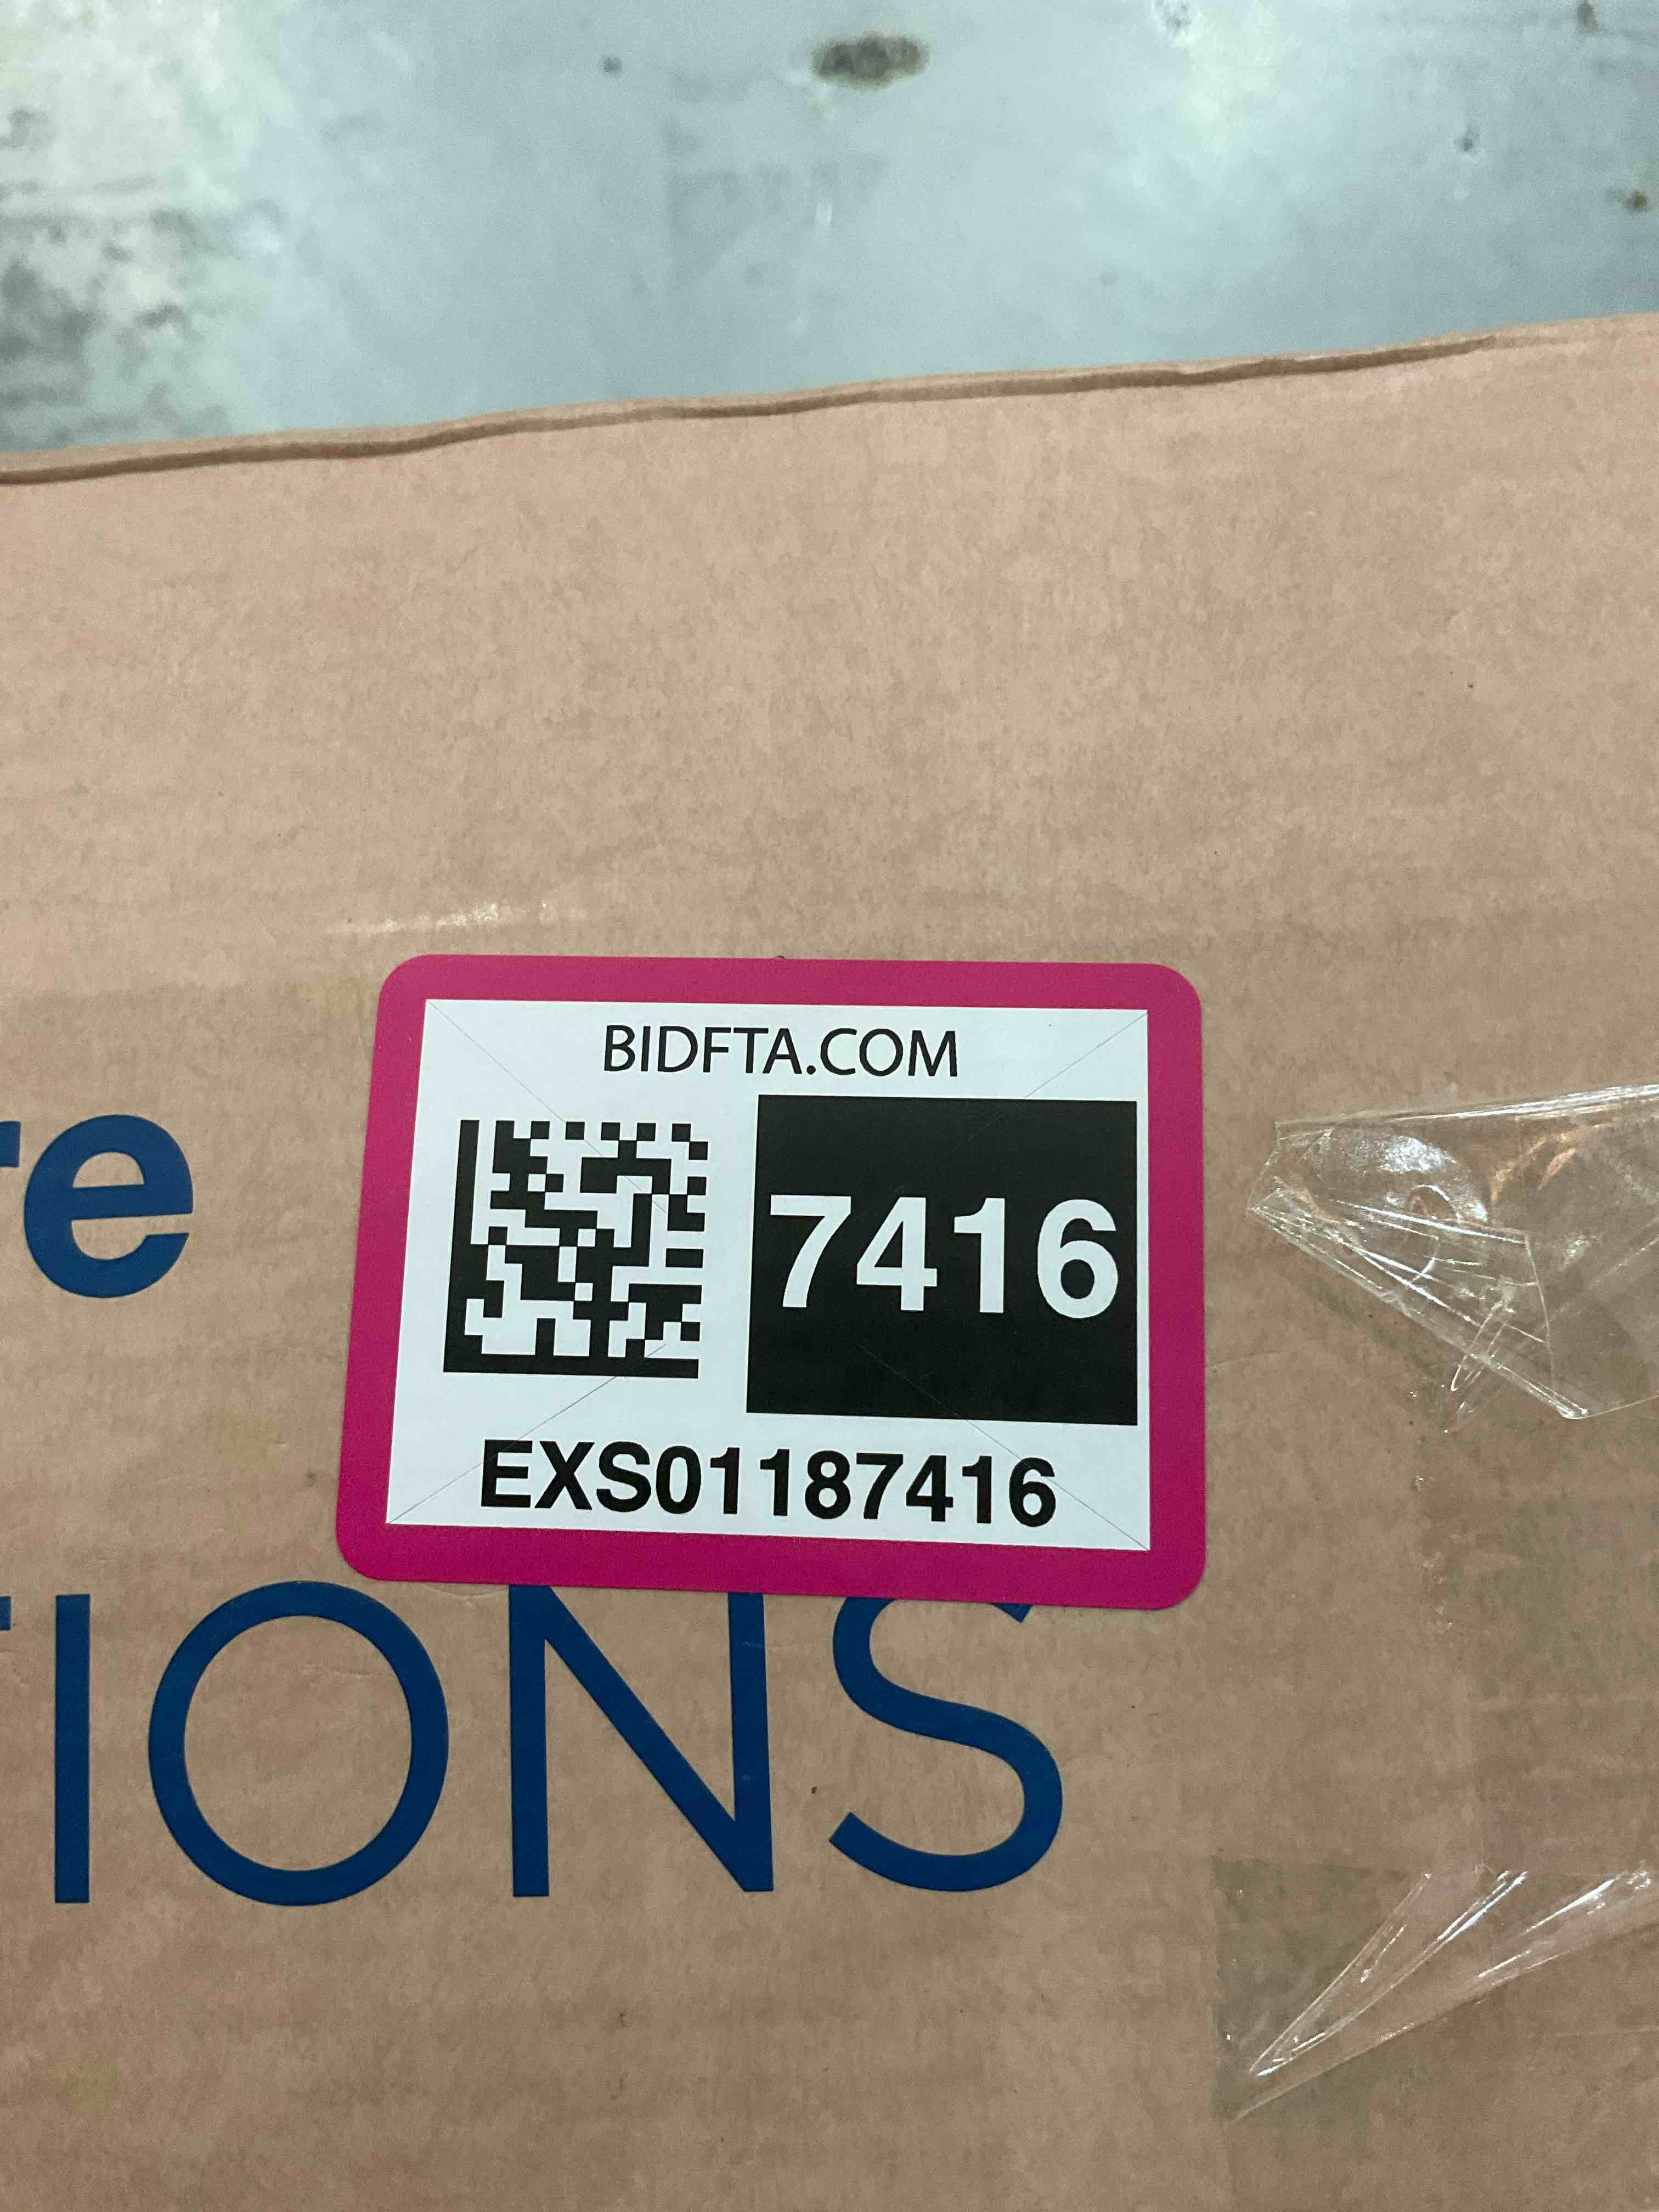 BIDFTA.COM
7416
EXS01187416
re
TIONS